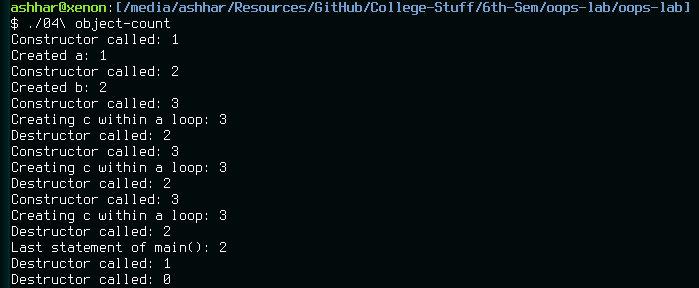 ashhar@xenon:[/media/ashhar/Resources/GitHub/College-Stuff/6th-Sem/oops-lab/oops-lab]
$ ./04\ object-count
Constructor called: 1
Created a: 1
Constructor called: 2
Created b: 2
Constructor called: 3
Creating c within a loop: 3
Destructor called: 2
Constructor called: 3
Creating c within a loop: 3
Destructor called: 2
Constructor called: 3
Creating c within a loop: 3
Destructor called: 2
Last statement of main(): 2
Destructor called: 1
Destructor called: 0